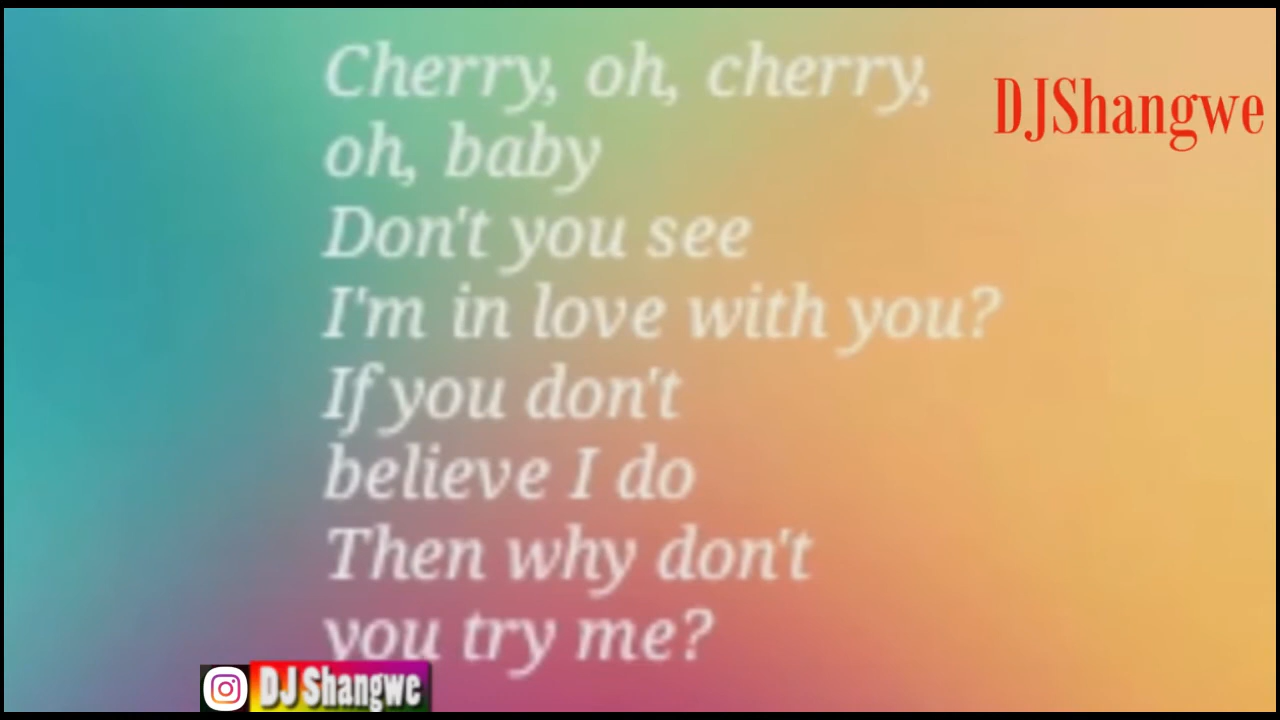 Cherry, oh, cherry,
oh, baby
Don't you see
I'm in love with you?
If you don't
believe I do
Then why don't
you try me?
DJShangwe
DJ Shangwe